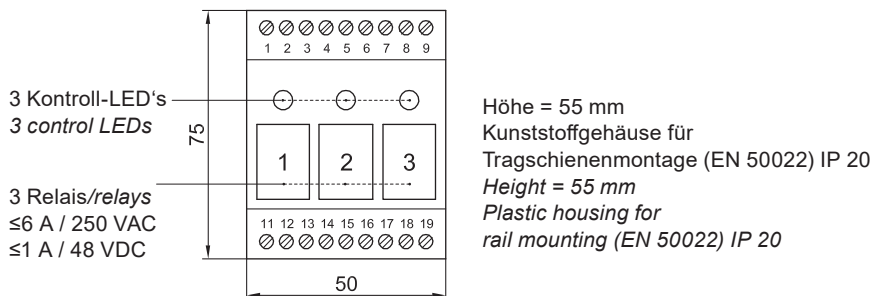 1 2 3 4 5 6 7 8 9
3 Kontroll-LED‘s
3 control LEDs
75
1 2 3
3 Relais/relays
≤6 A / 250 VAC
≤1 A / 48 VDC
11 12 13 14 15 16 17 18 19
50
Höhe = 55 mm
Kunststoffgehäuse für
Tragschienenmontage (EN 50022) IP 20
Height = 55 mm
Plastic housing for
rail mounting (EN 50022) IP 20